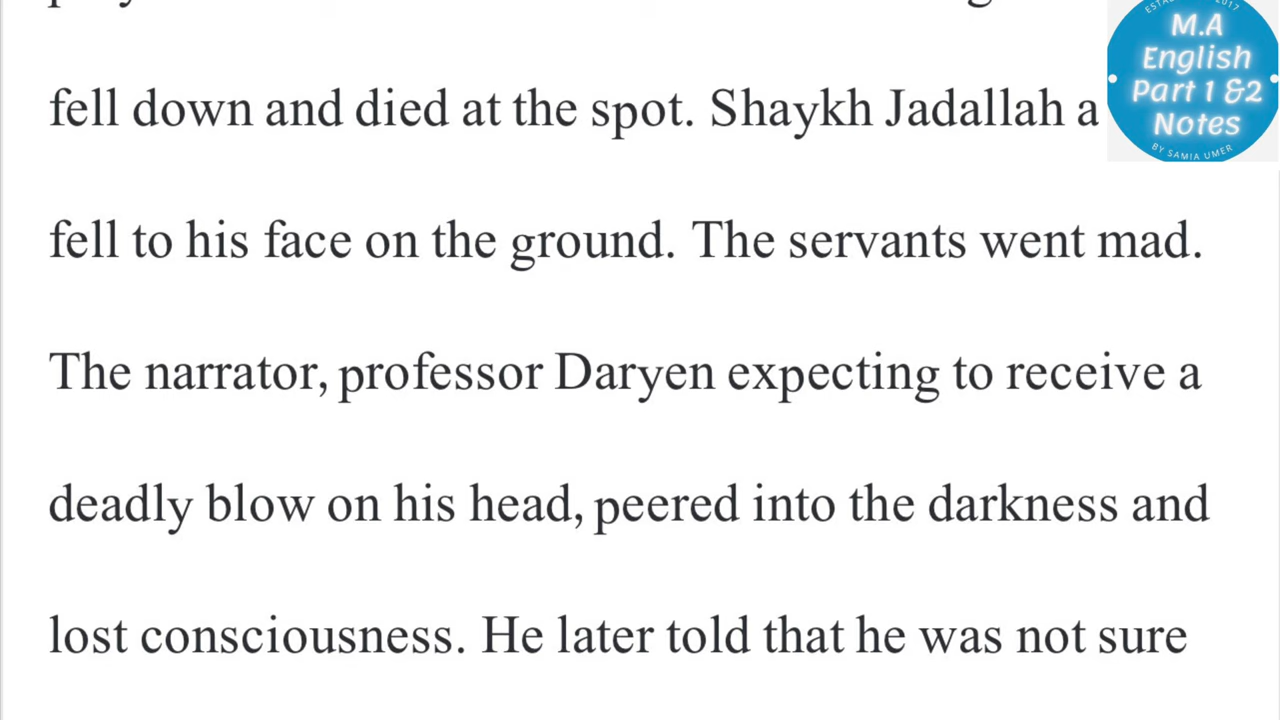 fell down and died at the spot. Shaykh Jadallah a
fell to his face on the ground. The servants went mad.
The narrator, professor Daryen expecting to receive a
deadly blow on his head, peered into the darkness and
lost consciousness. He later told that he was not sure
2017
M.A
English
Part 1 &2
Notes
BY SAMIA UMER